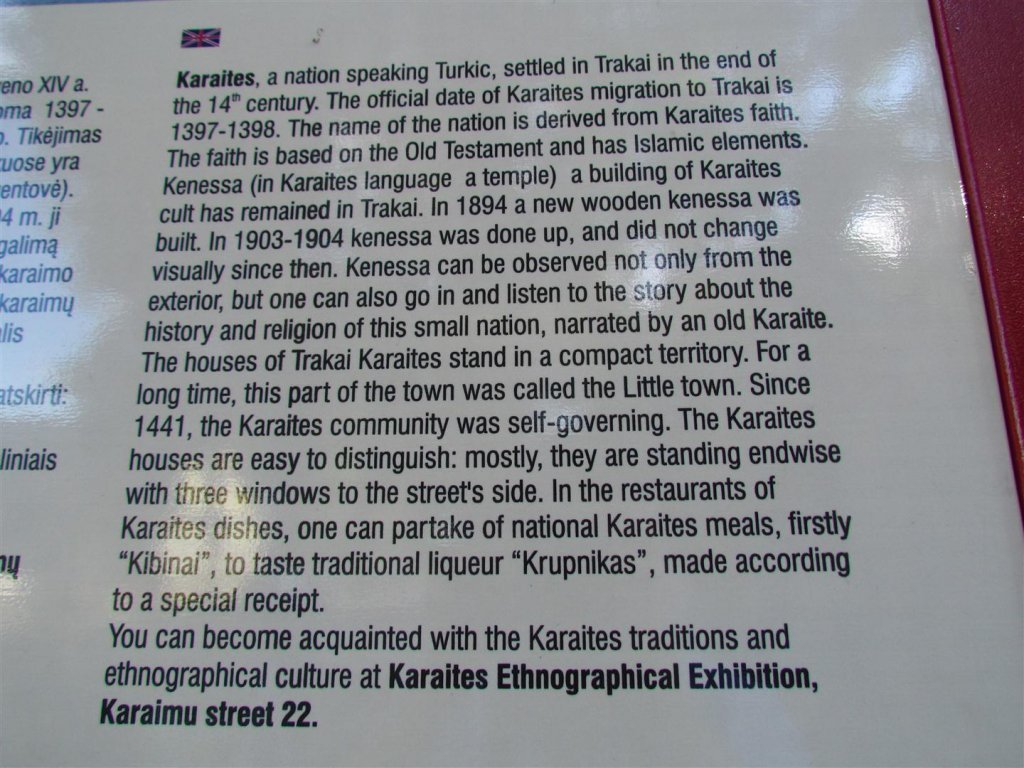 eno XIV a.
oma 1397 -
o. Tikėjimas
uose yra
entovė).
4 m. ji
galimą
karaimo
karaimų
lis
atskirti:
liniais
ų
Karaites, a nation speaking Turkic, settled in Trakai in the end of
the 14th century. The official date of Karaites migration to Trakai is
1397-1398. The name of the nation is derived from Karaites faith.
The faith is based on the Old Testament and has Islamic elements.
Kenessa (in Karaites language a temple) a building of Karaites
cult has remained in Trakai. In 1894 a new wooden kenessa was
built. In 1903-1904 kenessa was done up, and did not change
visually since then. Kenessa can be observed not only from the
exterior, but one can also go in and listen to the story about the
history and religion of this small nation, narrated by an old Karaite.
The houses of Trakai Karaites stand in a compact territory. For a
long time, this part of the town was called the Little town. Since
1441, the Karaites community was self-governing. The Karaites
houses are easy to distinguish: mostly, they are standing endwise
with three windows to the street's side. In the restaurants of
Karaites dishes, one can partake of national Karaites meals, firstly
“Kibinai”, to taste traditional liqueur “Krupnikas”, made according
to a special receipt.
You can become acquainted with the Karaites traditions and
ethnographical culture at Karaites Ethnographical Exhibition,
Karaimu street 22.